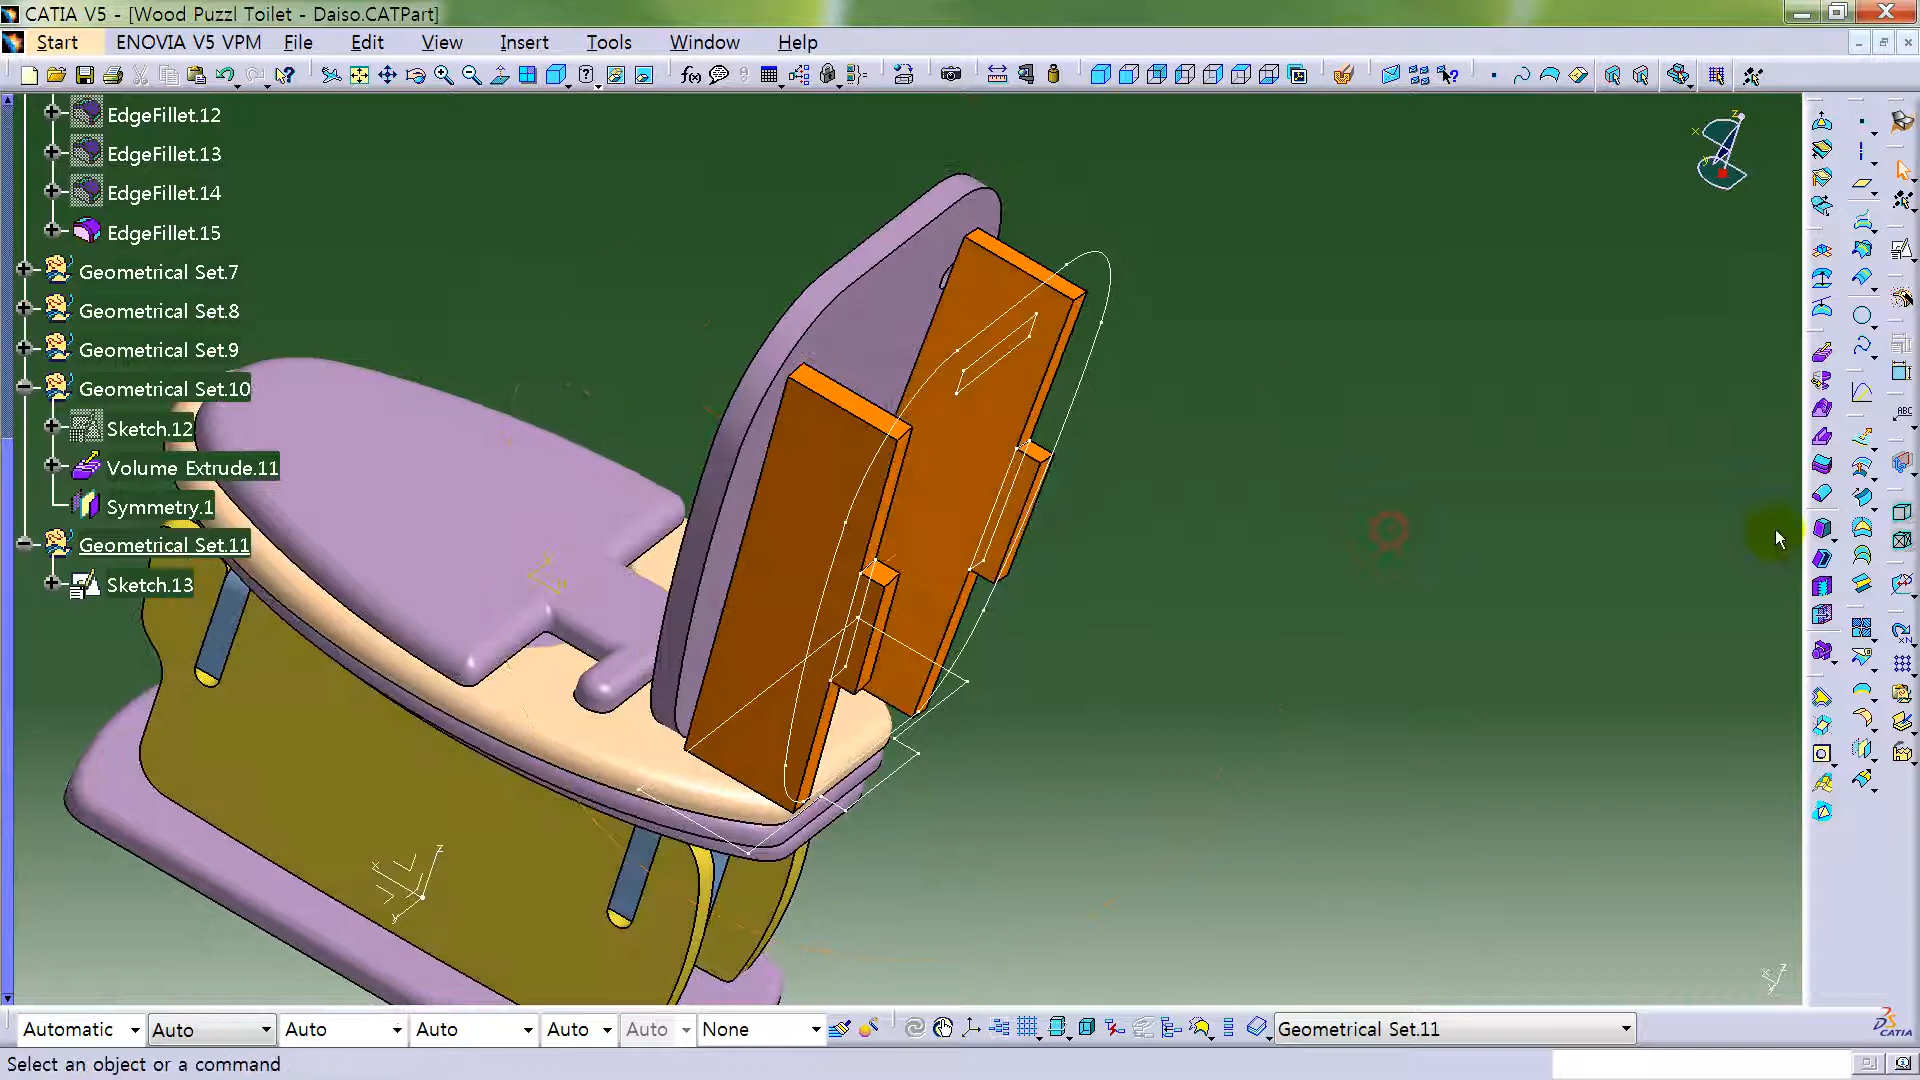 CATIA V5 - [Wood Puzzl Toilet - Daiso.CATPart]
Start ENOVIA V5 VPM File Edit View Insert Tools Window Help
EdgeFillet.12
EdgeFillet.13
EdgeFillet.14
EdgeFillet.15
Geometrical Set.7
Geometrical Set.8
Geometrical Set.9
Geometrical Set.10
Sketch.12
Volume Extrude.11
Symmetry.1
Geometrical Set.11
Sketch.13
Automatic Auto Auto Auto Auto Auto None Geometrical Set.11
Select an object or a command
CATIA